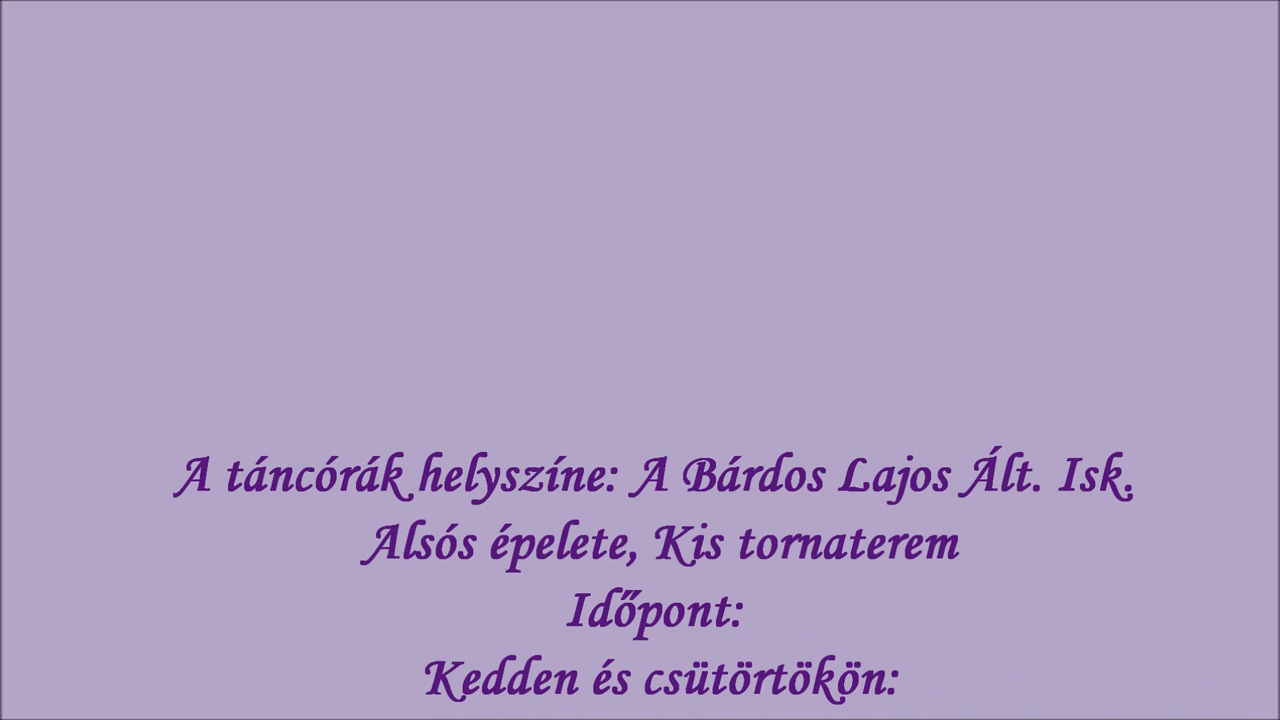 A táncórák helyszíne: A Bárdos Lajos Ált. Isk.
Alsós épelete, Kis tornaterem
Időpont:
Kedden és csütörtökön: